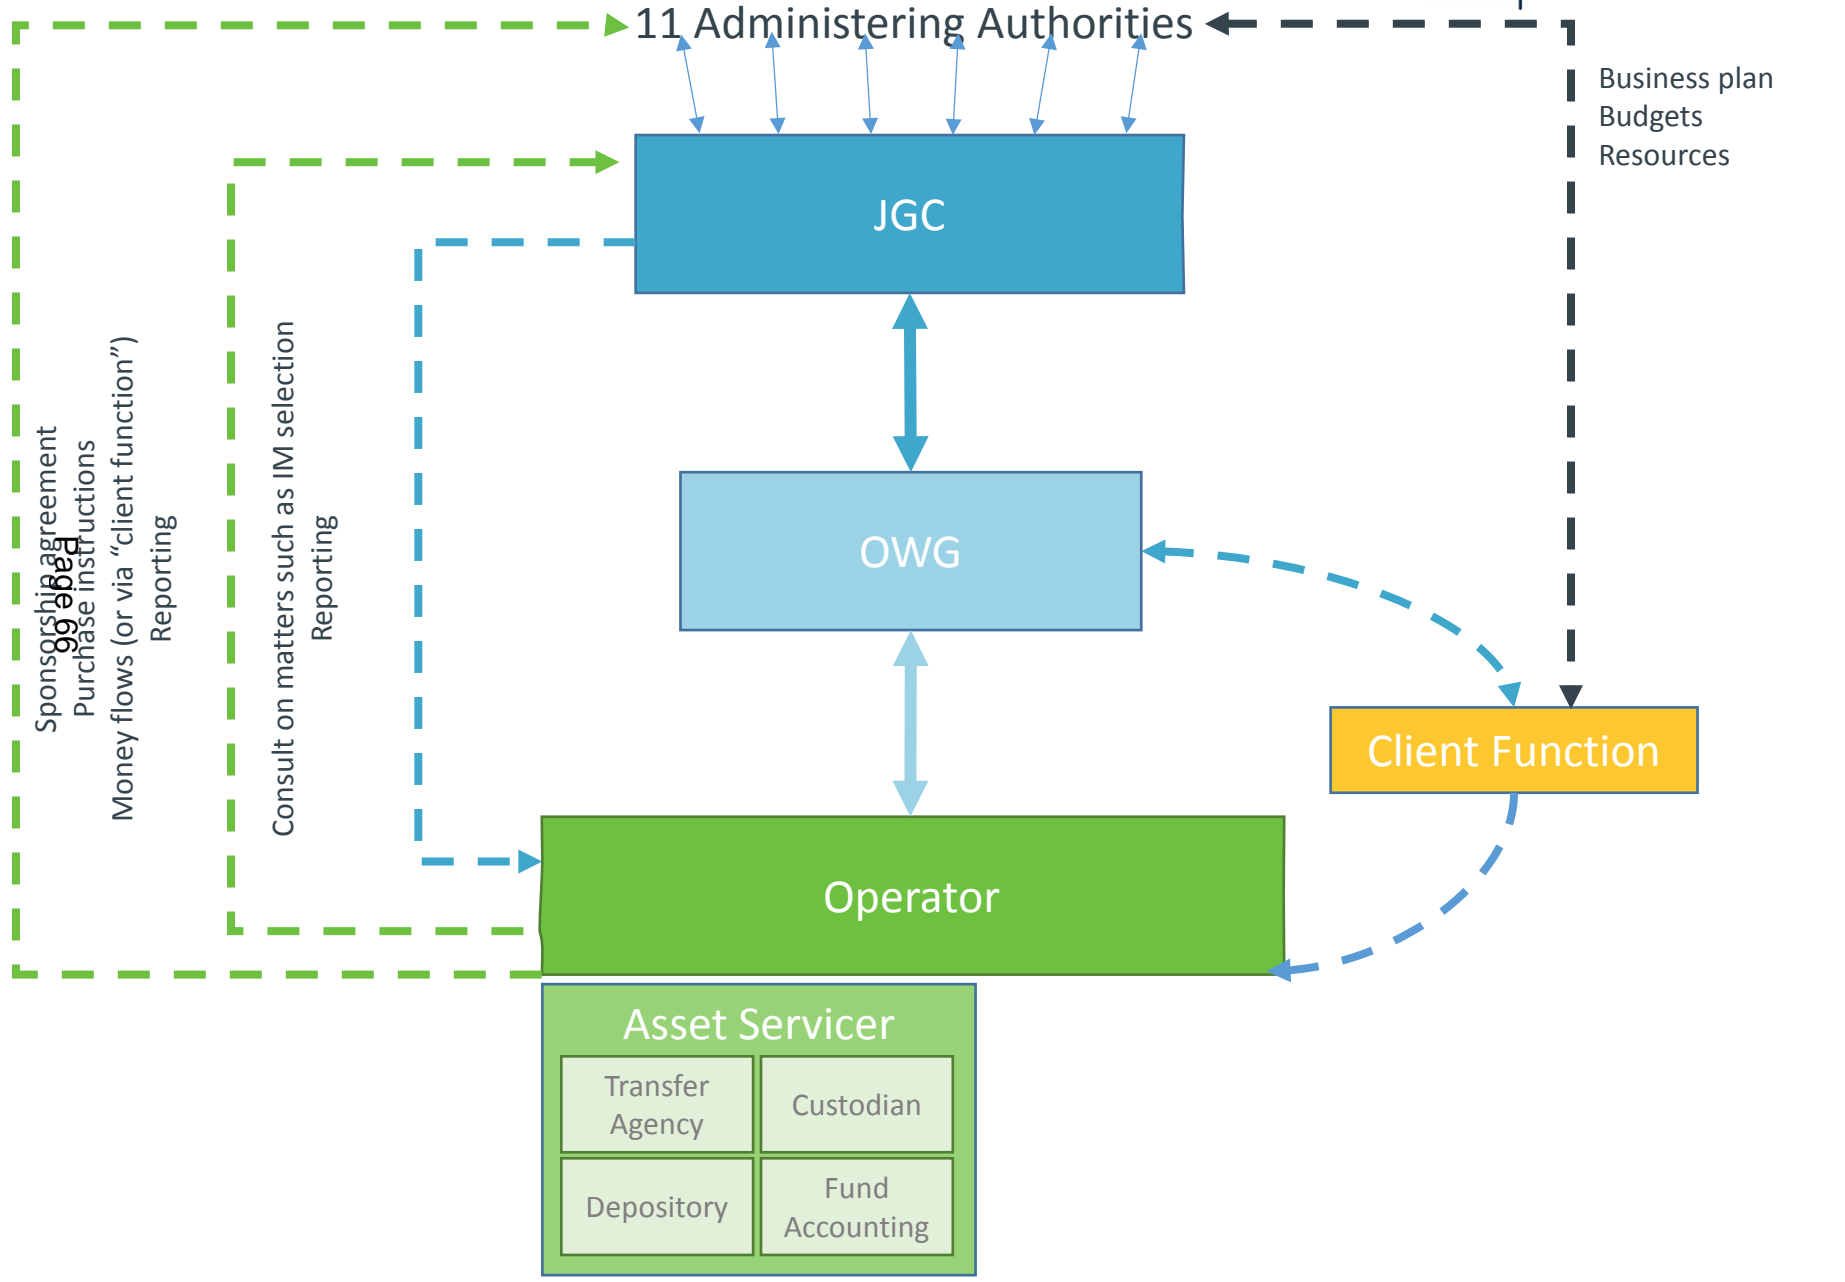 11 Administering Authorities
Business plan
Budgets
Resources
JGC
Sponsorship agreement
Purchase instructions
Money flows (or via “client function”)
Reporting
Page 66
Consult on matters such as IM selection
Reporting
OWG
Client Function
Operator
Asset Servicer
Transfer
Agency
Custodian
Depository
Fund
Accounting